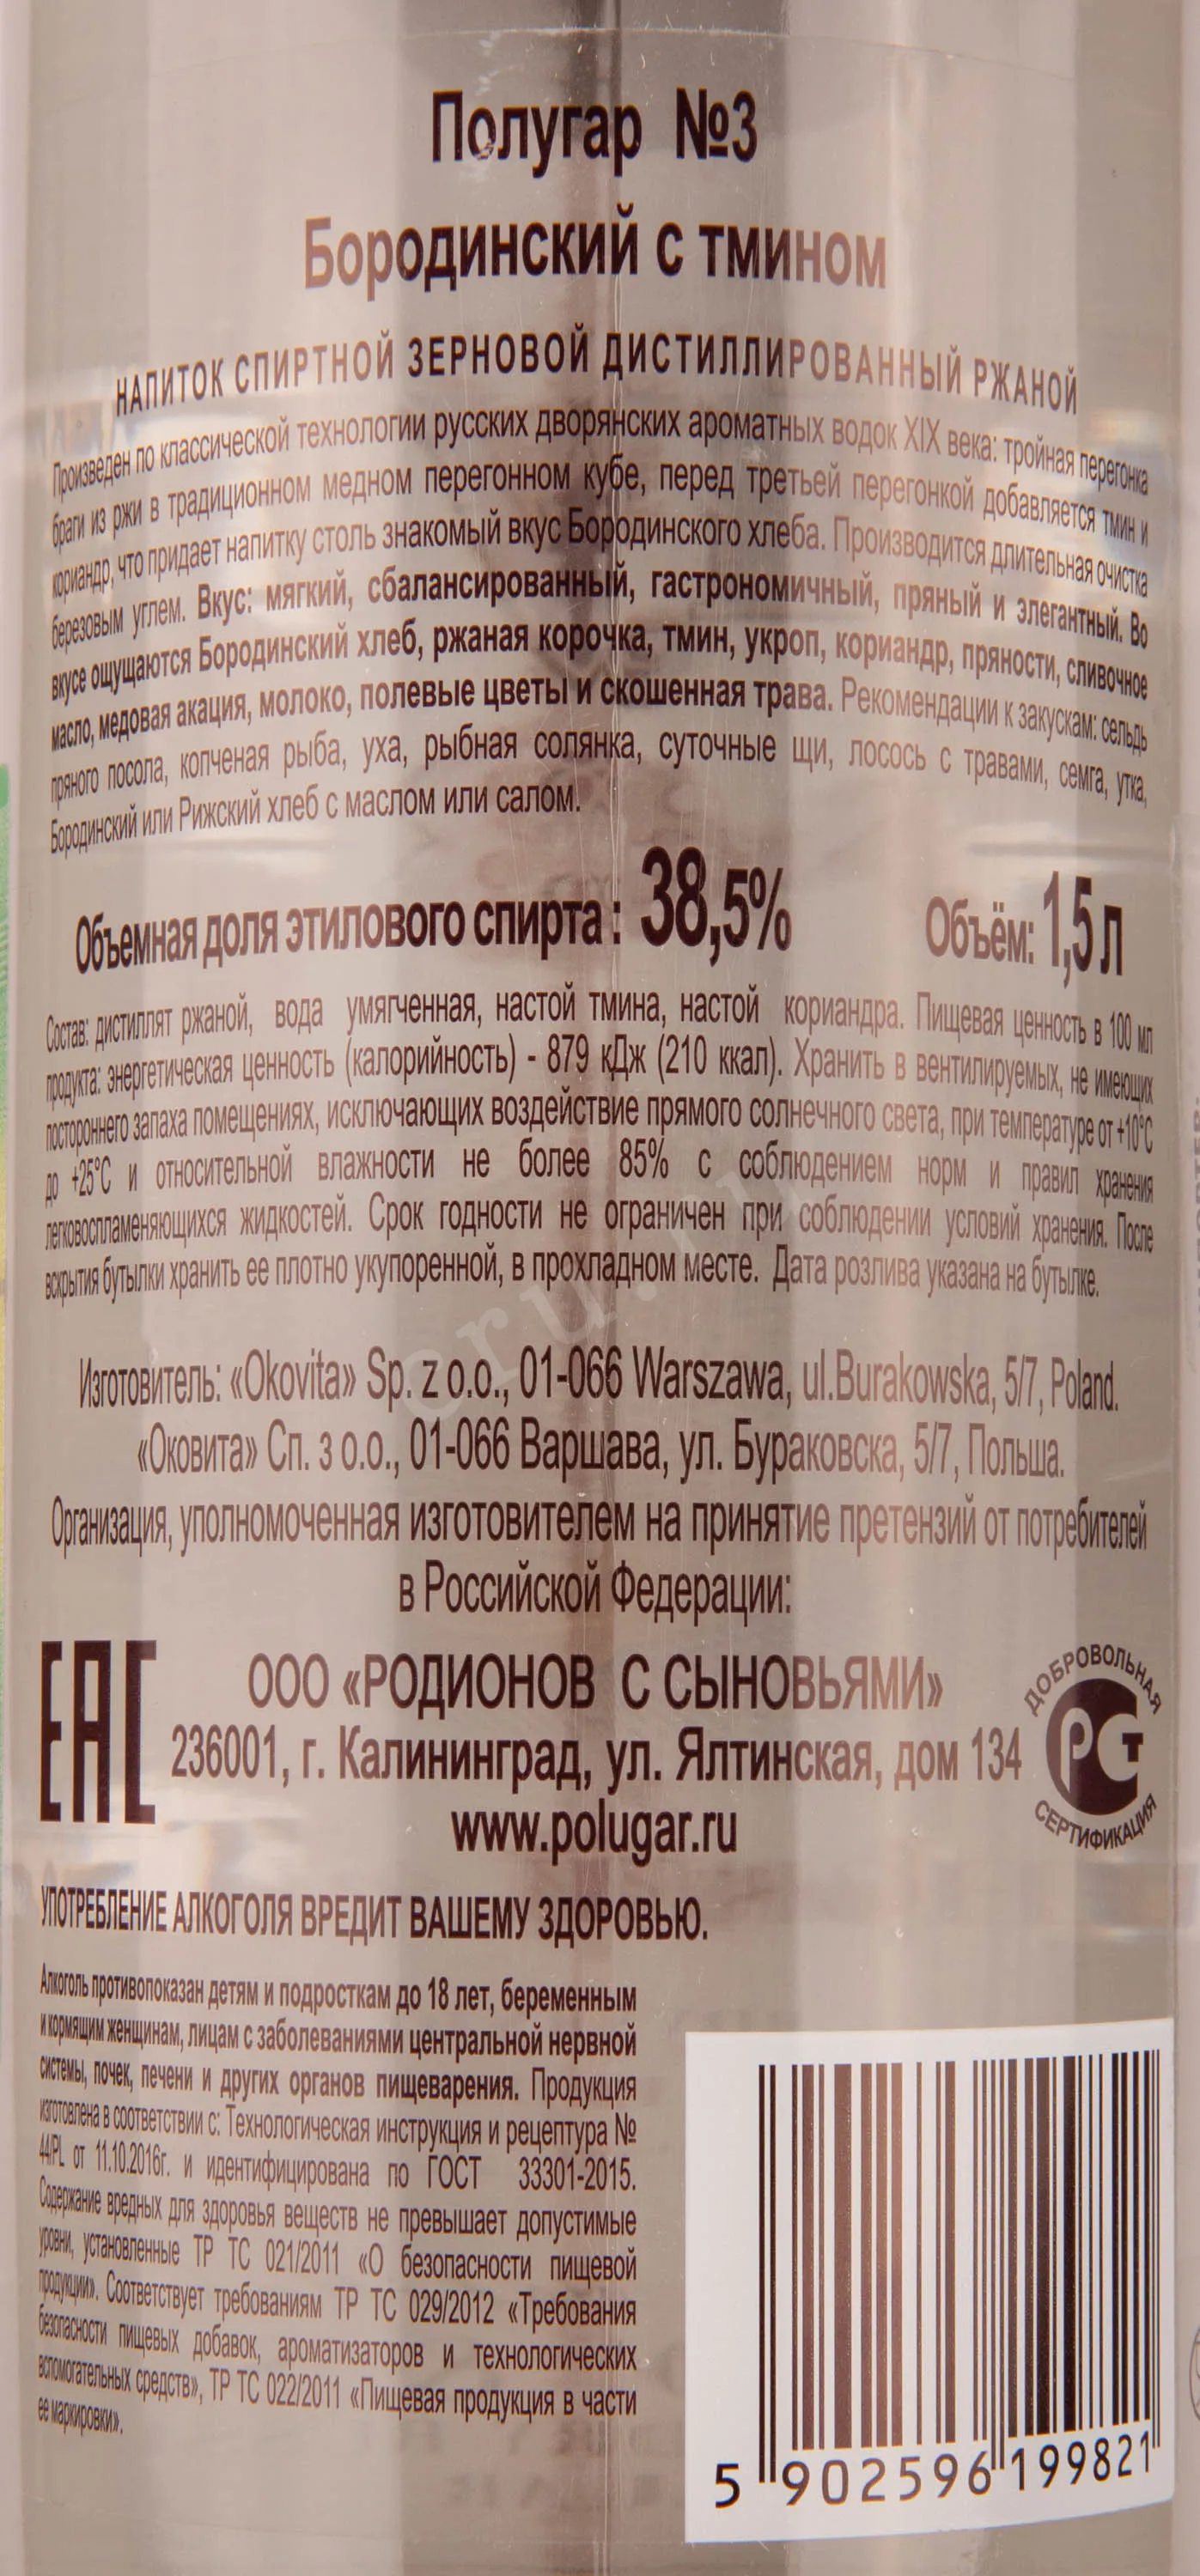 Полугар №3
Бородинский с тмином
НАПИТОК СПИРТНОЙ ЗЕРНОВОЙ ДИСТИЛЛИРОВАННЫЙ РЖАНОЙ
Произведен по классической технологии русских дворянских ароматных водок XIX века: тройная перегонка
браги из ржи в традиционном медном перегонном кубе, перед третьей перегонкой добавляется тмин и
кориандр, что придает напитку столь знакомый вкус Бородинского хлеба. Производится длительная очистка
березовым углем. Вкус: мягкий, сбалансированный, гастрономичный, пряный и элегантный. Во
вкусе ощущаются Бородинский хлеб, ржаная корочка, тмин, укроп, кориандр, пряности, сливочное
масло, медовая акация, молоко, полевые цветы и скошенная трава. Рекомендации к закускам: сельдь
пряного посола, копченая рыба, уха, рыбная солянка, суточные щи, лосось с травами, семга, утка,
Бородинский или Рижский хлеб с маслом или салом.
Объемная доля этилового спирта : 38,5% Объём: 1,5 л
Состав: дистиллят ржаной, вода умягченная, настой тмина, настой кориандра. Пищевая ценность в 100 мл
продукта: энергетическая ценность (калорийность) - 879 кДж (210 ккал). Хранить в вентилируемых, не имеющих
постороннего запаха помещениях, исключающих воздействие прямого солнечного света, при температуре от +10°С
до +25°С и относительной влажности не более 85% с соблюдением норм и правил хранения
легковоспламеняющихся жидкостей. Срок годности не ограничен при соблюдении условий хранения. После
вскрытия бутылки хранить ее плотно укупоренной, в прохладном месте. Дата розлива указана на бутылке.
Изготовитель: «Okovita» Sp. z o.o., 01-066 Warszawa, ul.Burakowska, 5/7, Poland.
«Оковита» Сп. з о.о., 01-066 Варшава, ул. Бураковска, 5/7, Польша.
Организация, уполномоченная изготовителем на принятие претензий от потребителей
в Российской Федерации:
ЕАС
ООО «РОДИОНОВ С СЫНОВЬЯМИ»
236001, г. Калининград, ул. Ялтинская, дом 134
www.polugar.ru
ДОБРОВОЛЬНАЯ
РСТ
СЕРТИФИКАЦИЯ
УПОТРЕБЛЕНИЕ АЛКОГОЛЯ ВРЕДИТ ВАШЕМУ ЗДОРОВЬЮ.
Алкоголь противопоказан детям и подросткам до 18 лет, беременным
и кормящим женщинам, лицам с заболеваниями центральной нервной
системы, почек, печени и других органов пищеварения. Продукция
изготовлена в соответствии с: Технологическая инструкция и рецептура №
44/PL от 11.10.2016г. и идентифицирована по ГОСТ 33301-2015.
Содержание вредных для здоровья веществ не превышает допустимые
уровни, установленные ТР ТС 021/2011 «О безопасности пищевой
продукции». Соответствует требованиям ТР ТС 029/2012 «Требования
безопасности пищевых добавок, ароматизаторов и технологических
вспомогательных средств», ТР ТС 022/2011 «Пищевая продукция в части
ее маркировки».
5 902596 199821